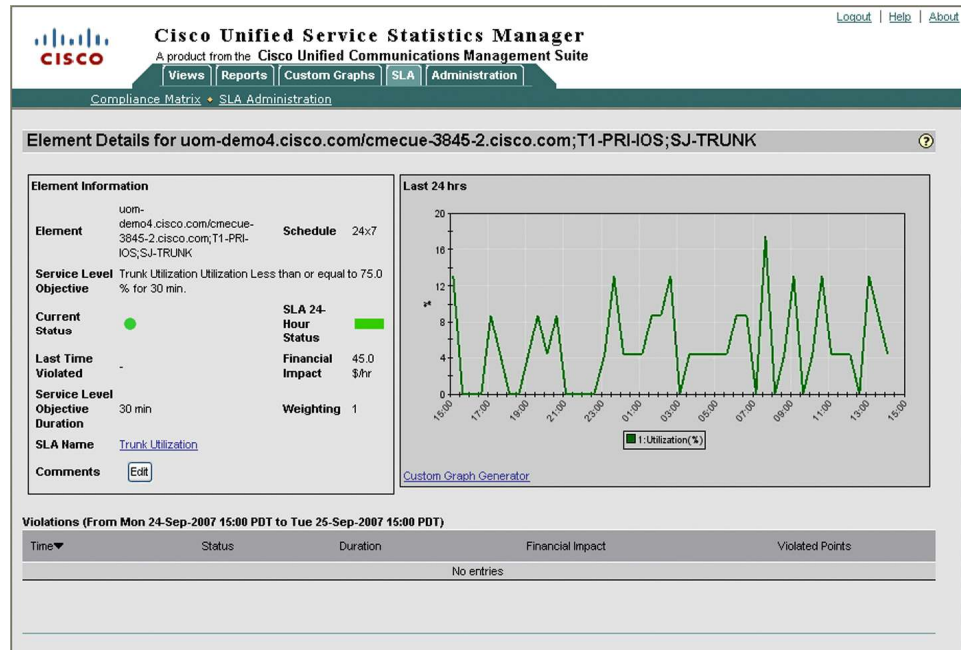 Logout | Help | About
CISCO
Cisco Unified Service Statistics Manager
A product from the Cisco Unified Communications Management Suite
Views Reports Custom Graphs SLA Administration
Compliance Matrix SLA Administration
Element Details for uom-demo4.cisco.com/cmecue-3845-2.cisco.com;T1-PRI-IOS;SJ-TRUNK
?
Element Information
Element
uom-
demo4.cisco.com/cmecue-
3845-2.cisco.com;T1-PRI-
IOS;SJ-TRUNK
Schedule 24x7
Service Level
Objective
Trunk Utilization Utilization Less than or equal to 75.0
% for 30 min.
Current
Status
SLA 24-
Hour
Status
Last Time
Violated
-
Financial
Impact
45.0
$/hr
Service Level
Objective
Duration
30 min
Weighting 1
SLA Name Trunk Utilization
Comments Edit
Last 24 hrs
20
16
12
8
4
0
%
15:00 17:00 19:00 21:00 23:00 01:00 03:00 05:00 07:00 09:00 11:00 13:00 15:00
1:Utilization(%)
Custom Graph Generator
Violations (From Mon 24-Sep-2007 15:00 PDT to Tue 25-Sep-2007 15:00 PDT)
Time Status Duration Financial Impact Violated Points
No entries